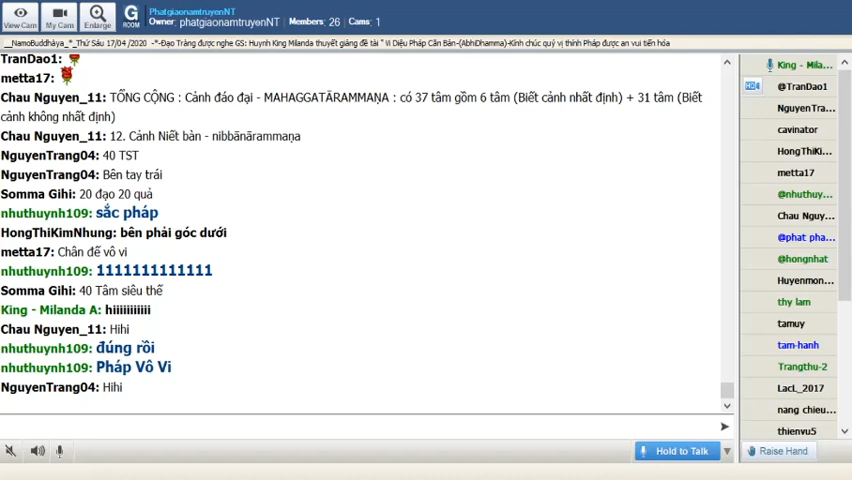 View Cam
My Cam
Enlarge
G
ROOM
PhatgiaonamtruyenNT
Owner: phatgiaonamtruyenNT Members: 26 Cams: 1
__NamoBuddhàya_*_Thứ Sáu 17/04 /2020 -*-Đạo Tràng được nghe GS: Huynh King Milanda thuyết giảng đề tài " Vi Diệu Pháp Căn Bản-(AbhDhamma)-Kính chúc quý vị thính Pháp được an vui tiến hóa
TranDao1:
metta17:
Chau Nguyen_11: TỔNG CỘNG : Cảnh đáo đại - MAHAGGATĀRAMMAṆA : có 37 tâm gồm 6 tâm (Biết cảnh nhất định) + 31 tâm (Biết
cảnh không nhất định)
Chau Nguyen_11: 12. Cảnh Niết bàn - nibbānārammaṇa
NguyenTrang04: 40 TST
NguyenTrang04: Bên tay trái
Somma Gihi: 20 đạo 20 quả
nhuthuynh109: sắc pháp
HongThiKimNhung: bên phải góc dưới
metta17: Chân đế vô vi
nhuthuynh109: 1111111111111
Somma Gihi: 40 Tâm siêu thế
King - Milanda A: hiiiiiiiiiii
Chau Nguyen_11: Hihi
nhuthuynh109: đúng rồi
nhuthuynh109: Pháp Vô Vi
NguyenTrang04: Hihi
Hold to Talk
King - Mila...
@TranDao1
NguyenTra...
cavinator
HongThiKi...
metta17
@nhuthuy...
Chau Nguy...
@phat pha...
@hongnhat
Huyenmon...
thy lam
tamuy
tam-hanh
Trangthu-2
LacL_2017
nang chieu...
thienvu5
Raise Hand